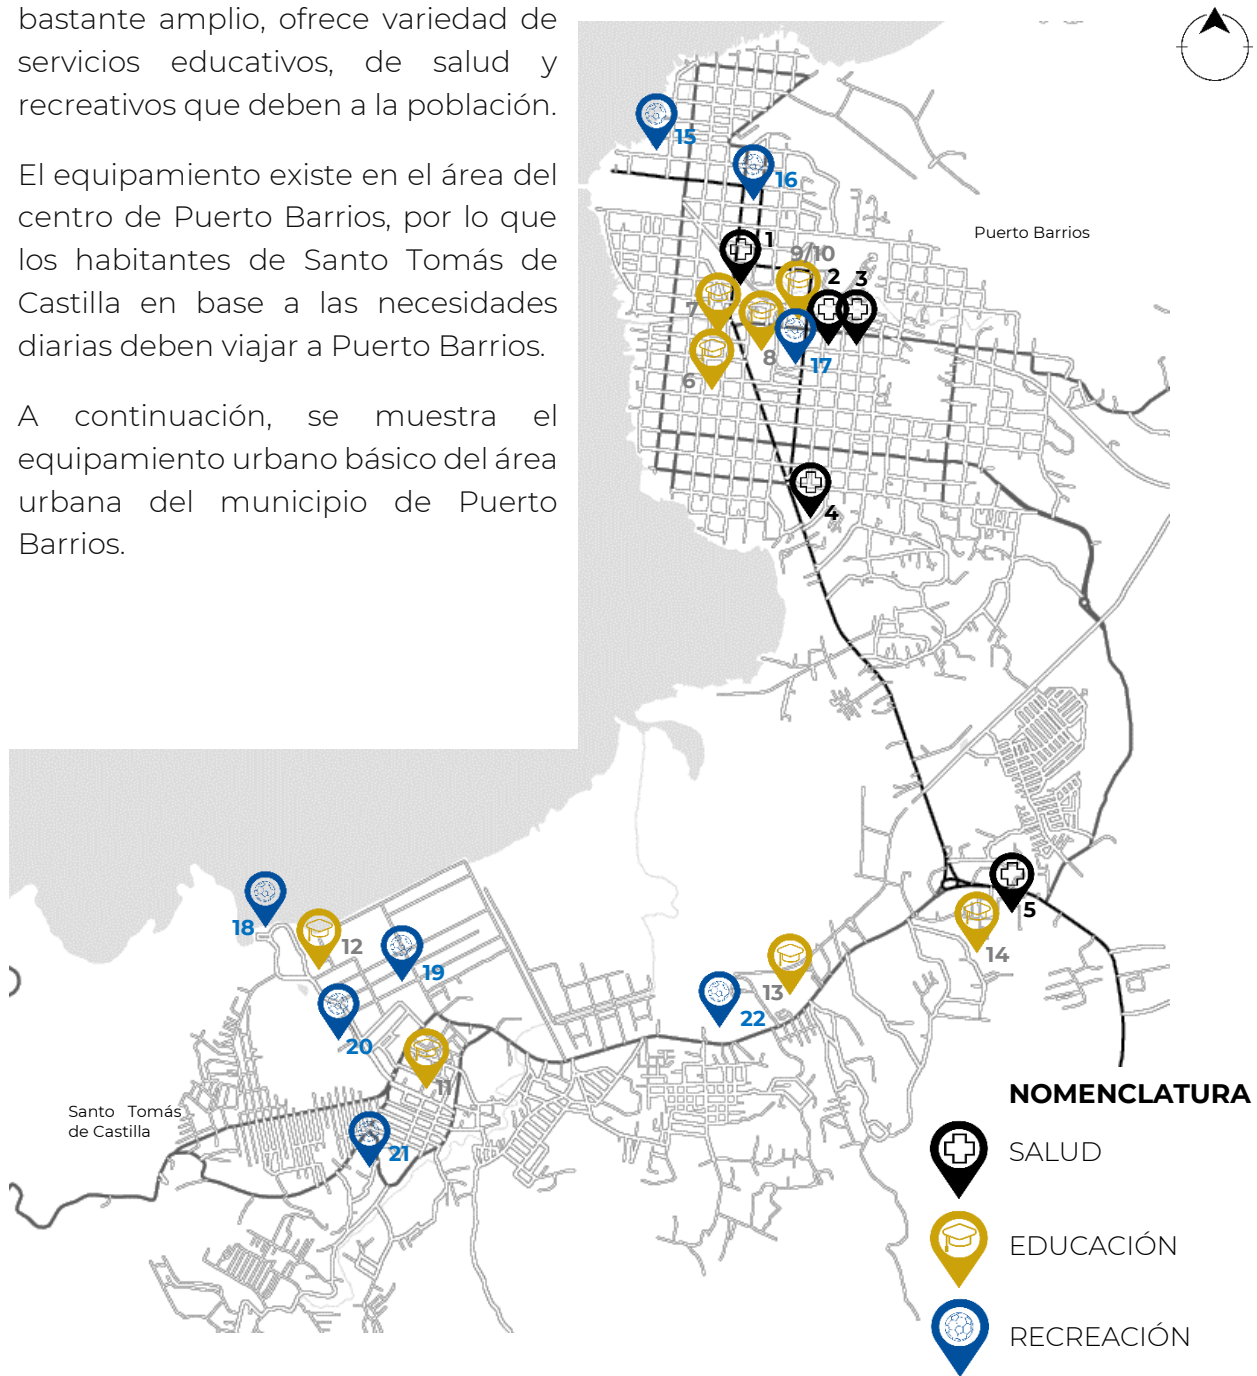 bastante amplio, ofrece variedad de
servicios educativos, de salud y
recreativos que deben a la población.
El equipamiento existe en el área del
centro de Puerto Barrios, por lo que
los habitantes de Santo Tomás de
Castilla en base a las necesidades
diarias deben viajar a Puerto Barrios.
A continuación, se muestra el
equipamiento urbano básico del área
urbana del municipio de Puerto
Barrios.
15
16
Puerto Barrios
1
9/10
2
3
7
8
17
6
4
5
18
12
19
14
13
22
20
11
Santo Tomás
de Castilla
21
NOMENCLATURA
SALUD
EDUCACIÓN
RECREACIÓN